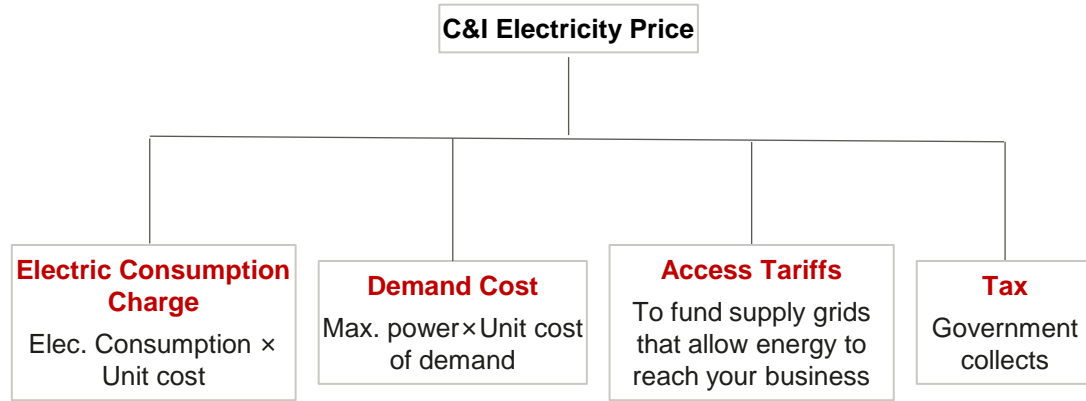 C&I Electricity Price
Electric Consumption
Charge
Elec. Consumption ×
Unit cost
Demand Cost
Max. power×Unit cost
of demand
Access Tariffs
To fund supply grids
that allow energy to
reach your business
Tax
Government
collects